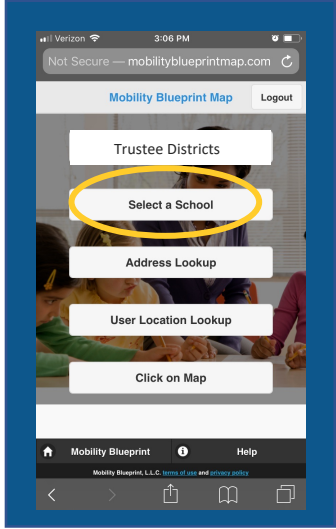 Verizon 3:06 PM
Not Secure — mobilityblueprintmap.com
Mobility Blueprint Map Logout
Trustee Districts
Select a School
Address Lookup
User Location Lookup
Click on Map
Mobility Blueprint Help
Mobility Blueprint, L.L.C. terms of use and privacy policy